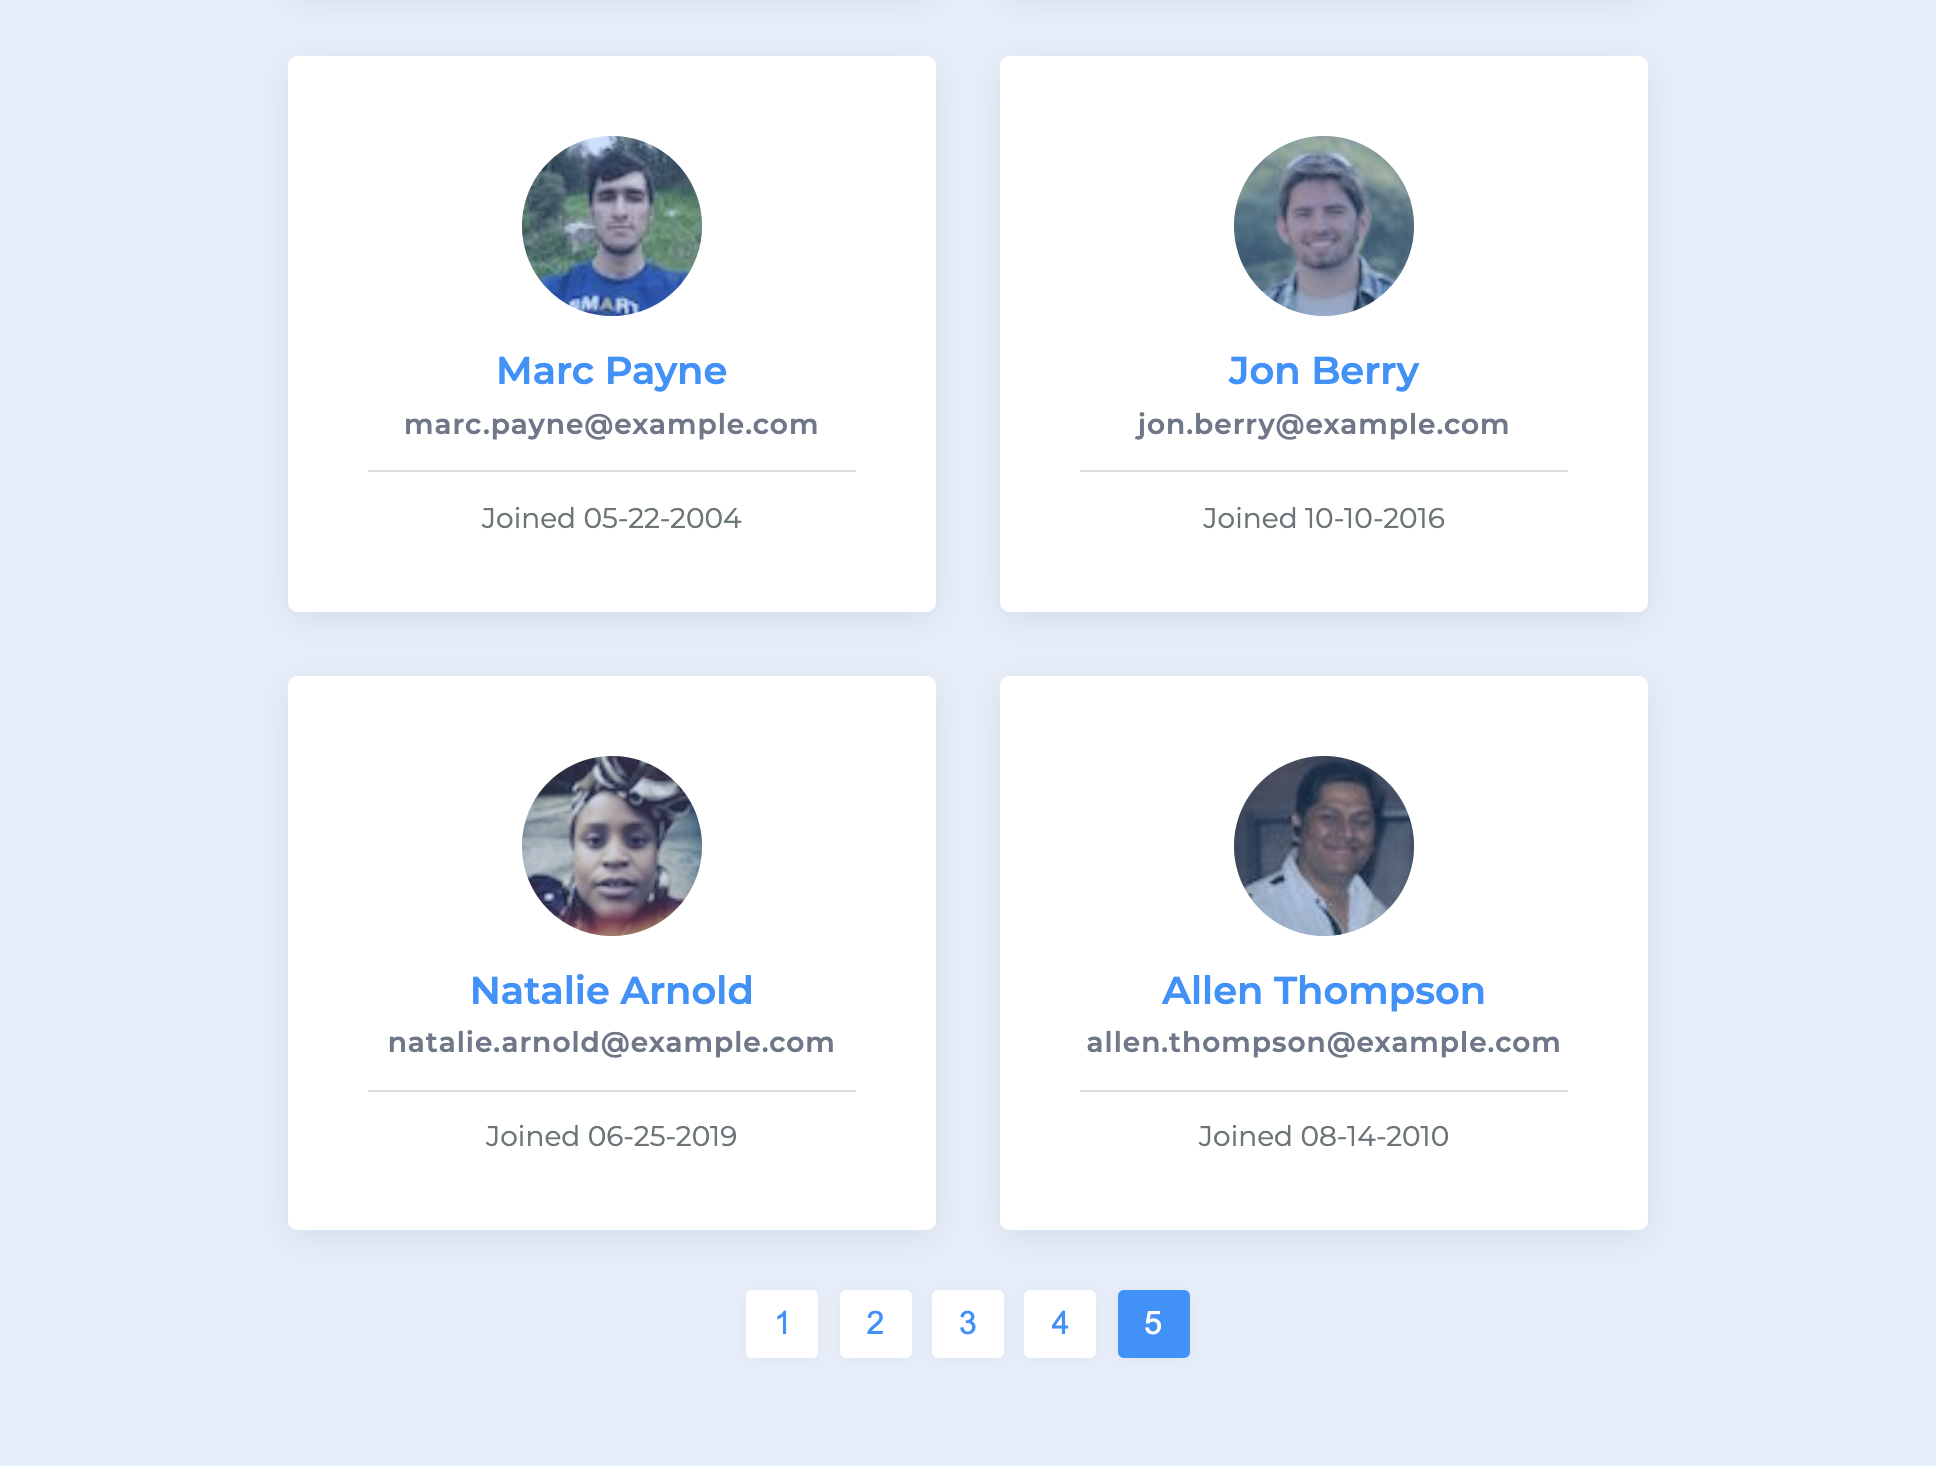 SMART
Marc Payne
marc.payne@example.com
Joined 05-22-2004
Jon Berry
jon.berry@example.com
Joined 10-10-2016
Natalie Arnold
natalie.arnold@example.com
Joined 06-25-2019
Allen Thompson
allen.thompson@example.com
Joined 08-14-2010
1 2 3 4 5